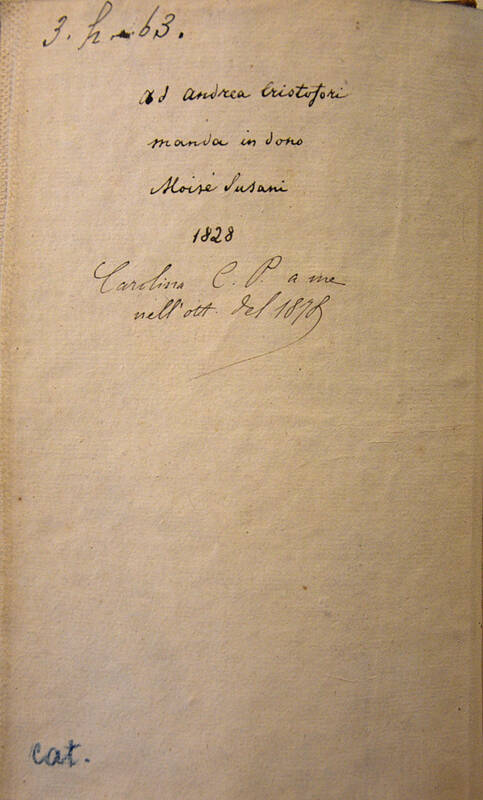 3. h. 63.
ad Andrea Cristofori
manda in dono
Moisè Susani
1828
Carolina C. P. a me
nell'ott. del 1878
cat.